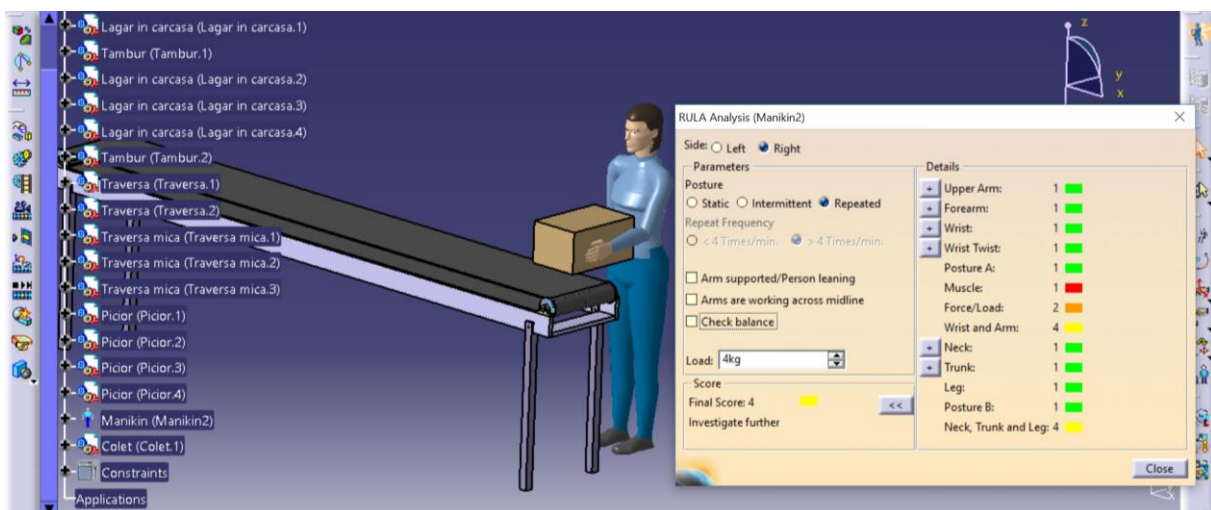 Lagar in carcasa (Lagar in carcasa.1)
Tambur (Tambur.1)
Lagar in carcasa (Lagar in carcasa.2)
Lagar in carcasa (Lagar in carcasa.3)
Lagar in carcasa (Lagar in carcasa.4)
Tambur (Tambur.2)
Traversa (Traversa.1)
Traversa (Traversa.2)
Traversa mica (Traversa mica.1)
Traversa mica (Traversa mica.2)
Traversa mica (Traversa mica.3)
Picior (Picior.1)
Picior (Picior.2)
Picior (Picior.3)
Picior (Picior.4)
Manikin (Manikin2)
Colet (Colet.1)
Constraints
Applications
z
y
x
RULA Analysis (Manikin2)
Side: Left Right
Parameters
Posture
Static Intermittent Repeated
Repeat Frequency
< 4 Times/min. > 4 Times/min.
Arm supported/Person leaning
Arms are working across midline
Check balance
Load: 4kg
Score
Final Score: 4
<<
Investigate further
Details
+ Upper Arm: 1
+ Forearm: 1
+ Wrist: 1
+ Wrist Twist: 1
Posture A: 1
Muscle: 1
Force/Load: 2
Wrist and Arm: 4
+ Neck: 1
+ Trunk: 1
Leg: 1
Posture B: 1
Neck, Trunk and Leg: 4
Close
x